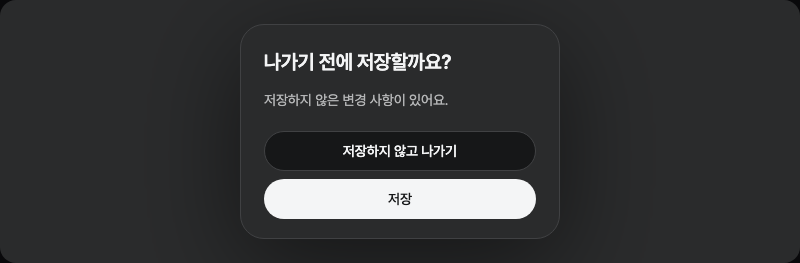 나가기 전에 저장할까요?
저장하지 않은 변경 사항이 있어요.
저장하지 않고 나가기
저장